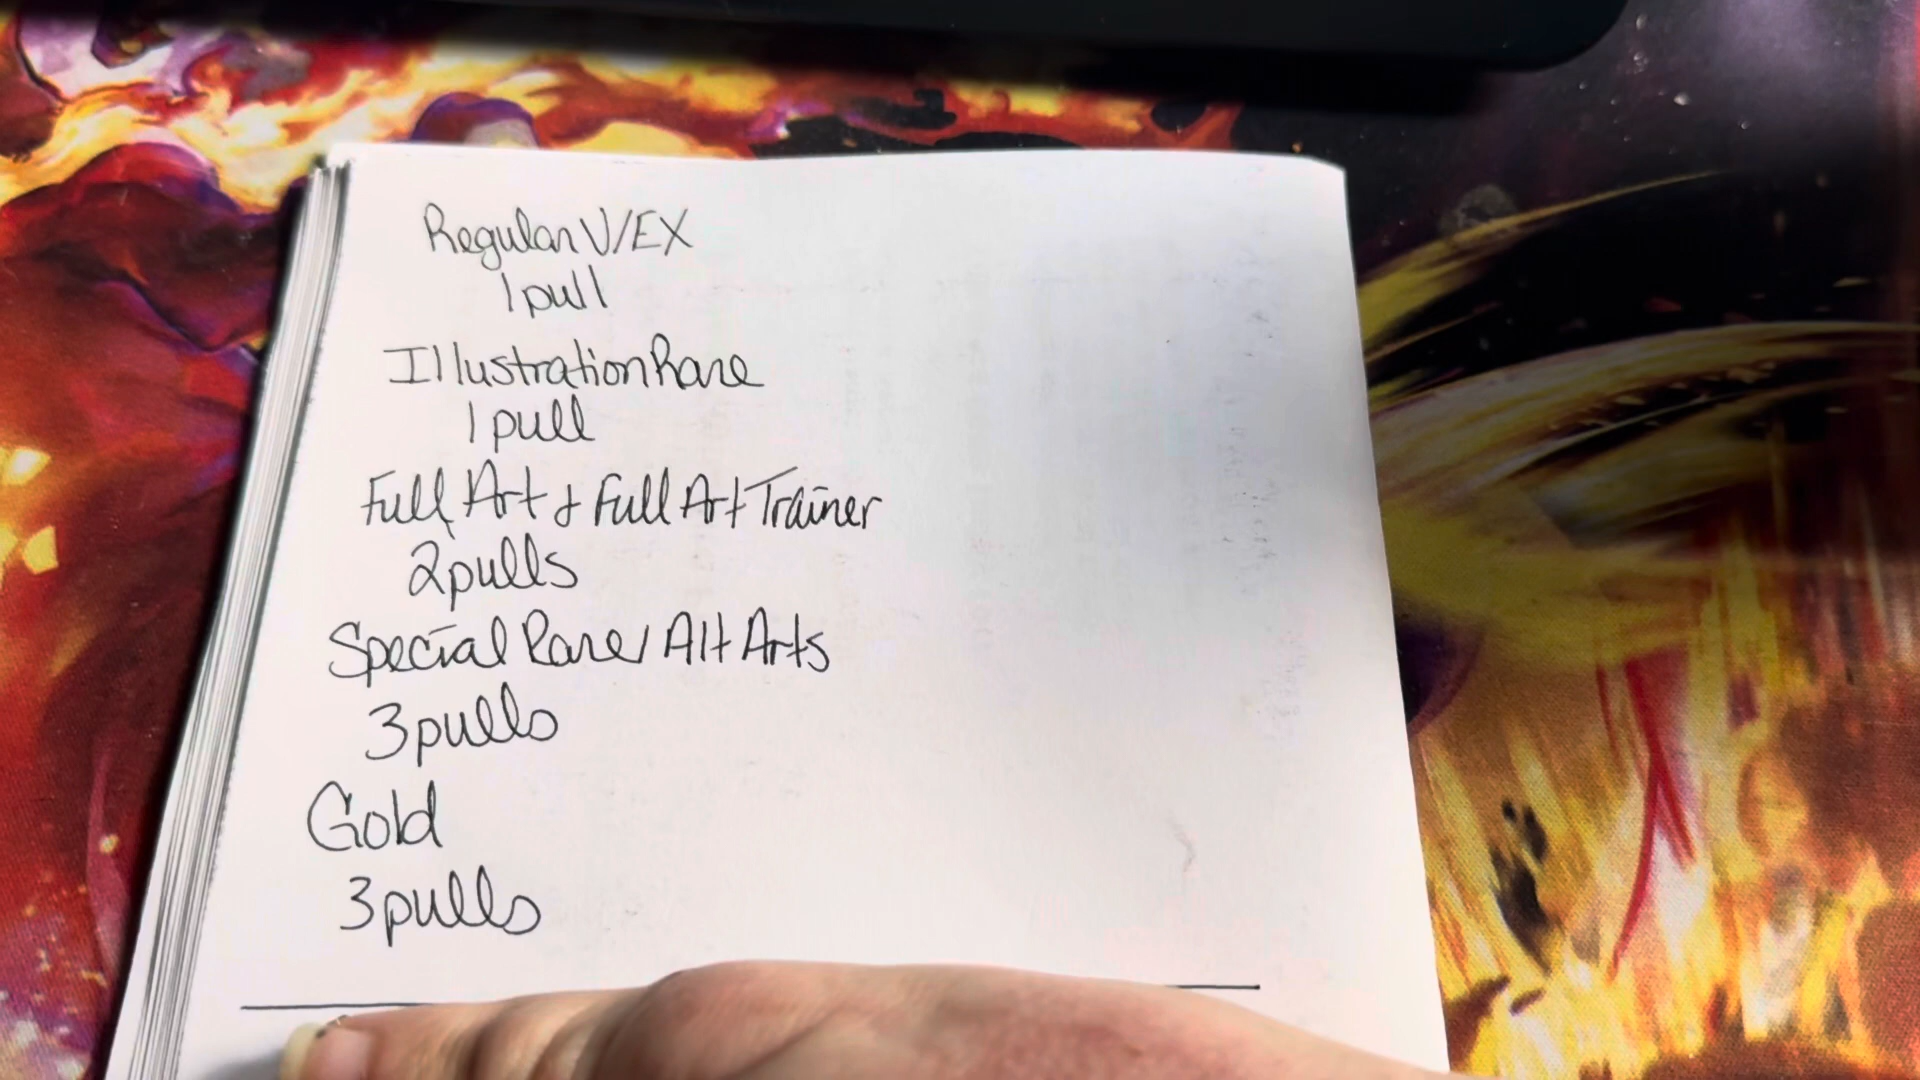 Regular V/EX
1 pull
Illustration Rare
1 pull
Full Art & Full Art Trainer
2 pulls
Special Rare/Alt Arts
3 pulls
Gold
3 pulls